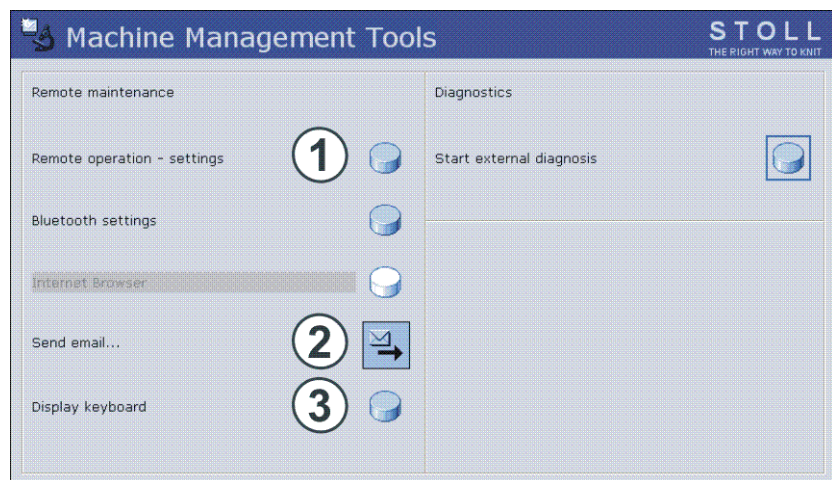 Machine Management Tools
STOLL
THE RIGHT WAY TO KNIT
Remote maintenance
Remote operation - settings
1
Bluetooth settings
Internet Browser
Send email...
2
Display keyboard
3
Diagnostics
Start external diagnosis